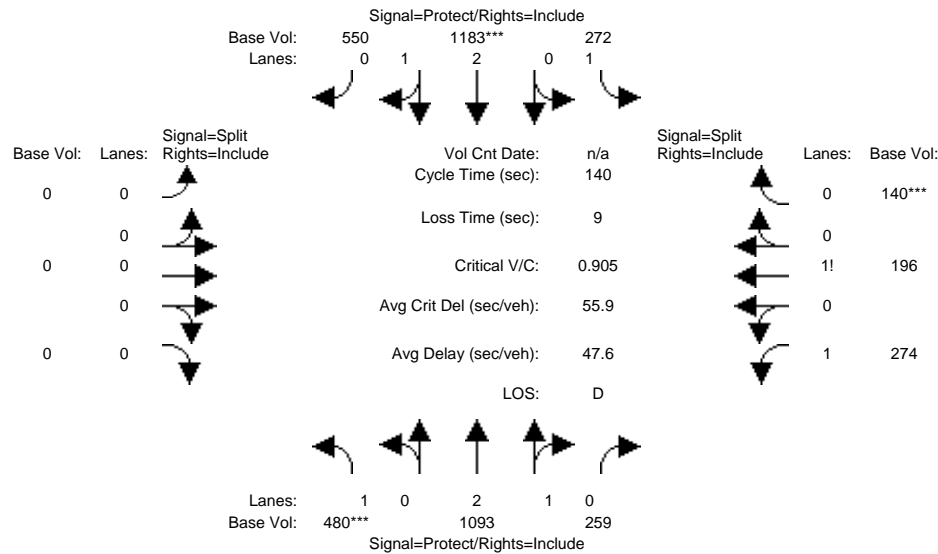 Signal=Protect/Rights=Include
Base Vol: 550 1183*** 272
Lanes: 0 1 2 0 1
Signal=Split
Signal=Split
Base Vol: Lanes: Rights=Include Vol Cnt Date: n/a Rights=Include Lanes: Base Vol:
Cycle Time (sec): 140
0 0 0 140***
Loss Time (sec): 9
0 0
0 0 Critical V/C: 0.905 1! 196
0 Avg Crit Del (sec/veh): 55.9 0
0 0 Avg Delay (sec/veh): 47.6 1 274
LOS: D
Lanes: 1 0 2 1 0
Base Vol: 480*** 1093 259
Signal=Protect/Rights=Include